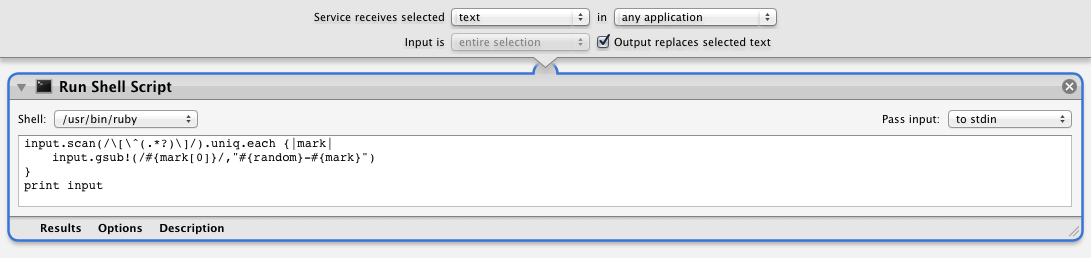 Service receives selected text in any application
Input is entire selection Output replaces selected text
Run Shell Script
Shell: /usr/bin/ruby Pass input: to stdin
input.scan(/\[\^(.*?)\]/).uniq.each {|mark|
    input.gsub!(/#{mark[0]}/,"#{random}-#{mark}")
}
print input
Results Options Description